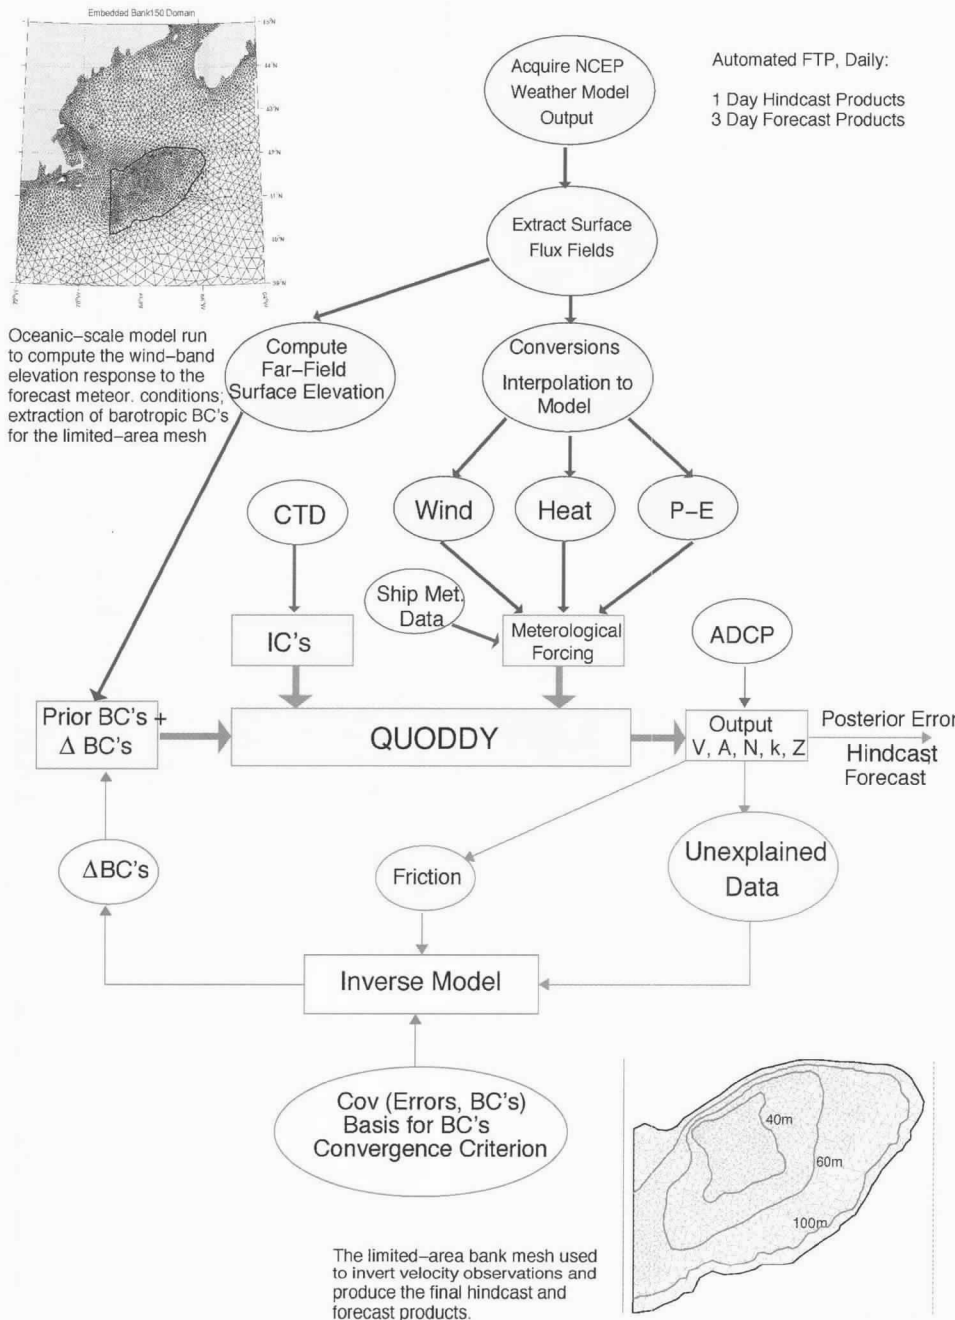 Embedded Bank150 Domain
Acquire NCEP
Weather Model
Output
Automated FTP, Daily:
1 Day Hindcast Products
3 Day Forecast Products
Extract Surface
Flux Fields
Oceanic–scale model run
to compute the wind–band
elevation response to the
forecast meteor. conditions;
extraction of barotropic BC's
for the limited–area mesh
Compute
Far–Field
Surface Elevation
Conversions
Interpolation to
Model
CTD
Wind
Heat
P–E
Ship Met.
Data
IC's
Meterological
Forcing
ADCP
Prior BC's +
Δ BC's
QUODDY
Output
V, A, N, k, Z
Posterior Error
Hindcast
Forecast
ΔBC's
Friction
Unexplained
Data
Inverse Model
Cov (Errors, BC's)
Basis for BC's
Convergence Criterion
40m
60m
100m
The limited–area bank mesh used
to invert velocity observations and
produce the final hindcast and
forecast products.